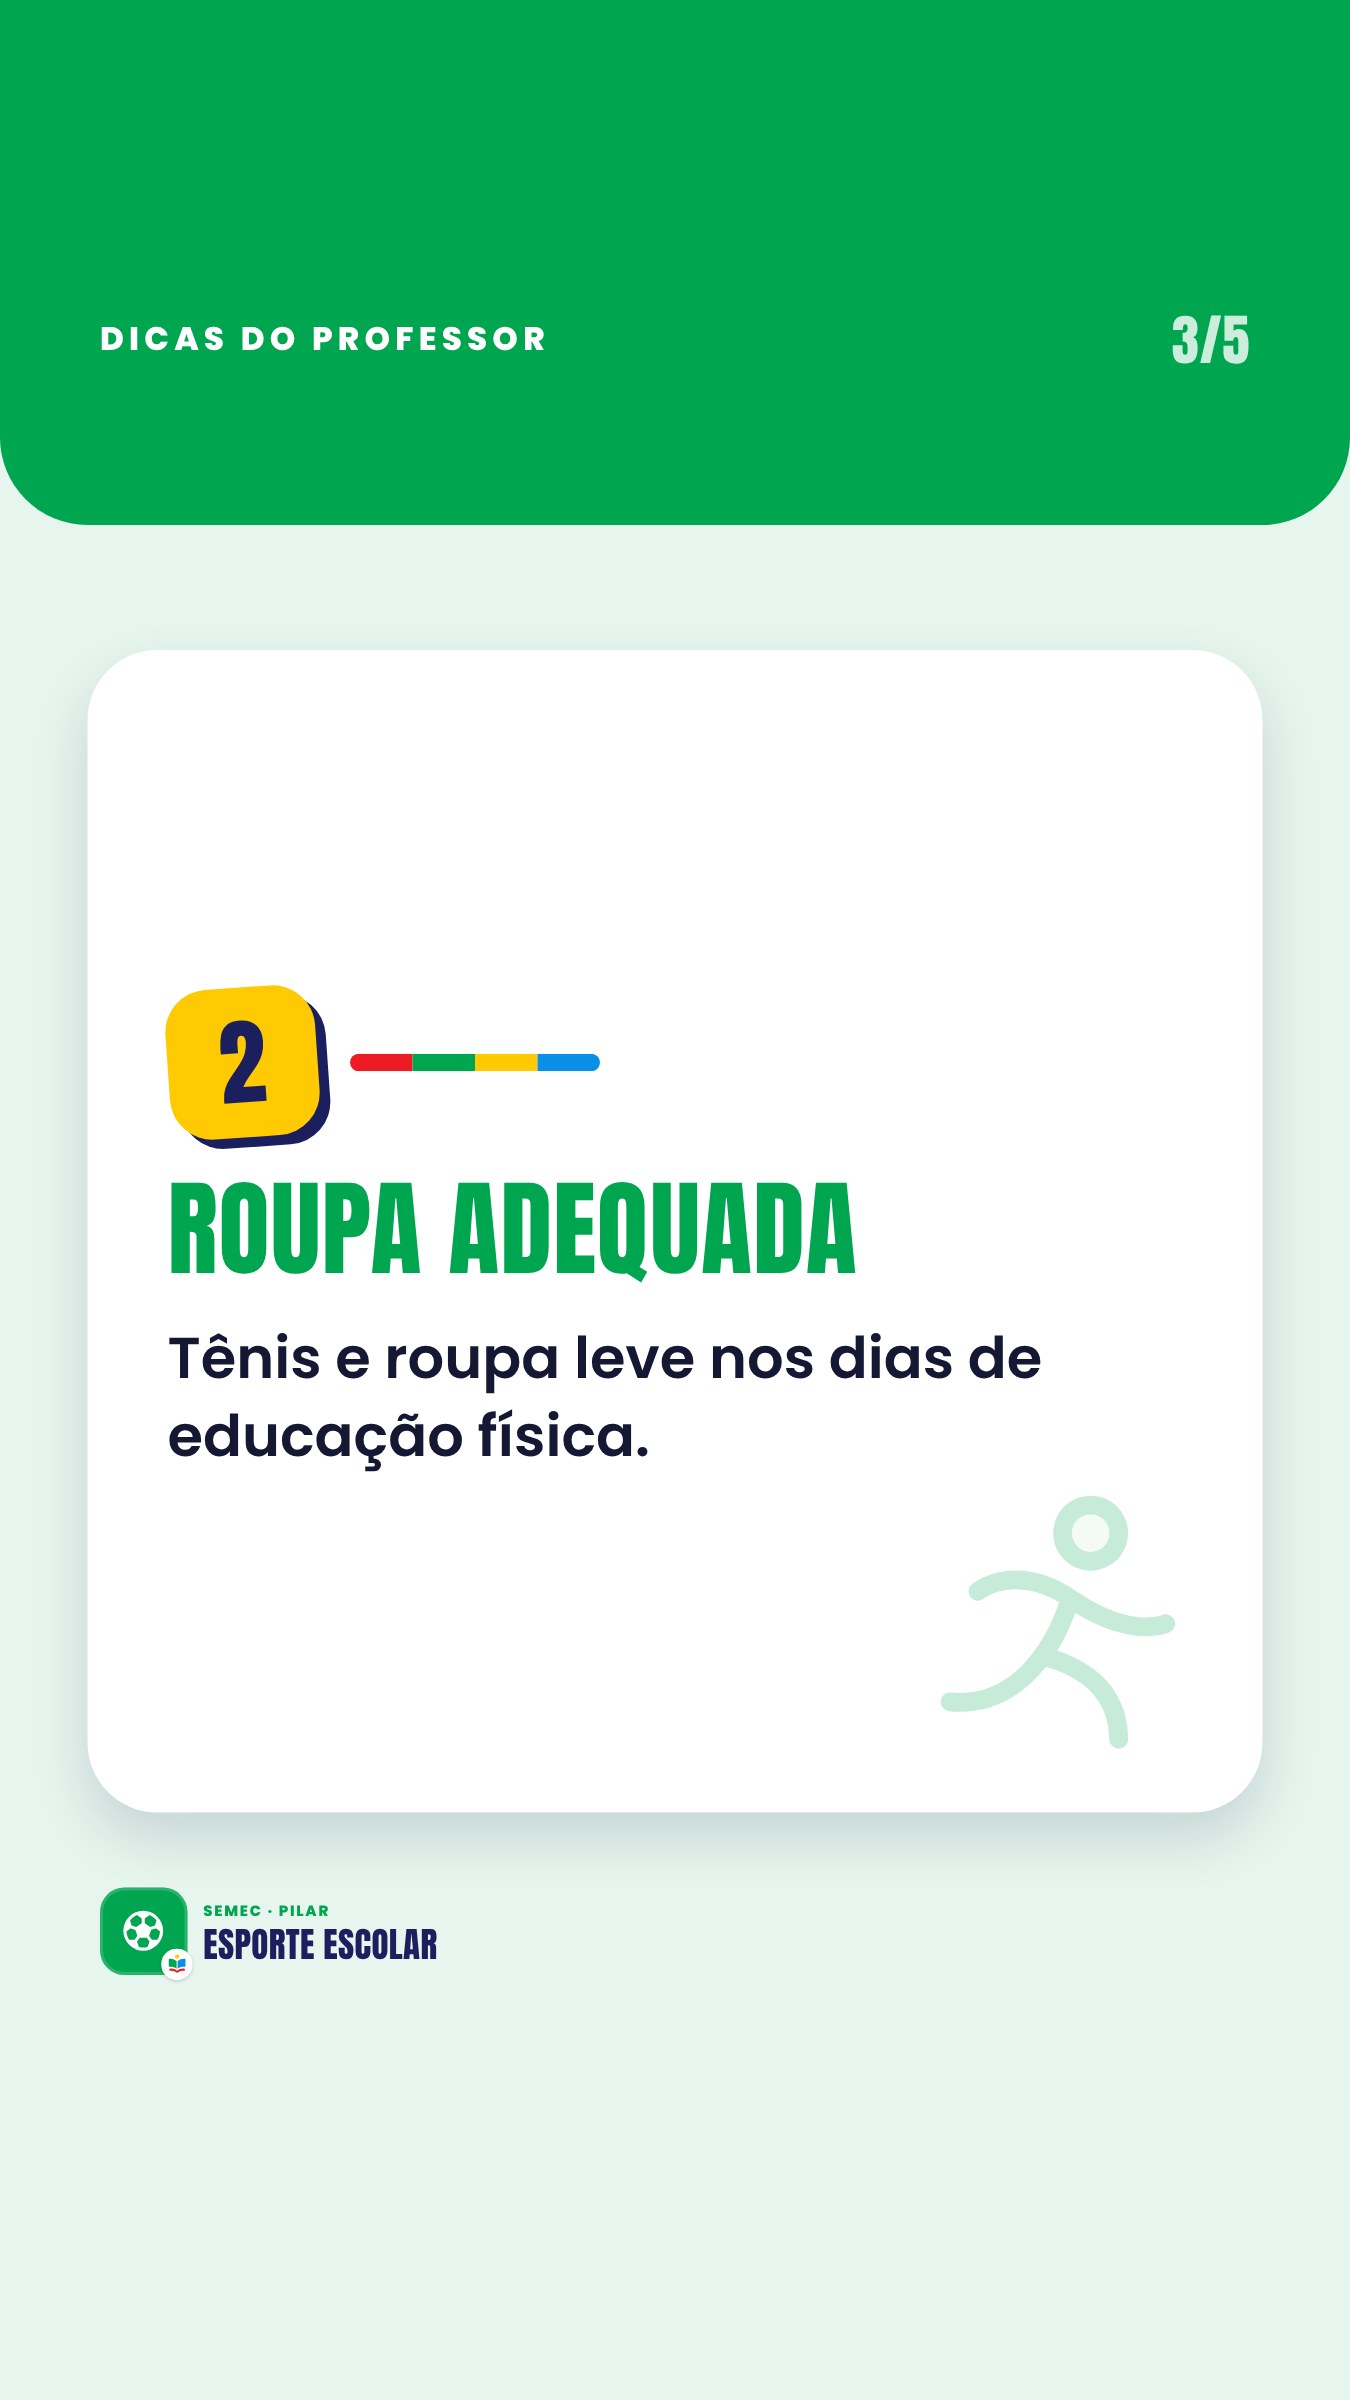 DICAS DO PROFESSOR
3/5
2
ROUPA ADEQUADA
Tênis e roupa leve nos dias de
educação física.
SEMEC · PILAR
ESPORTE ESCOLAR